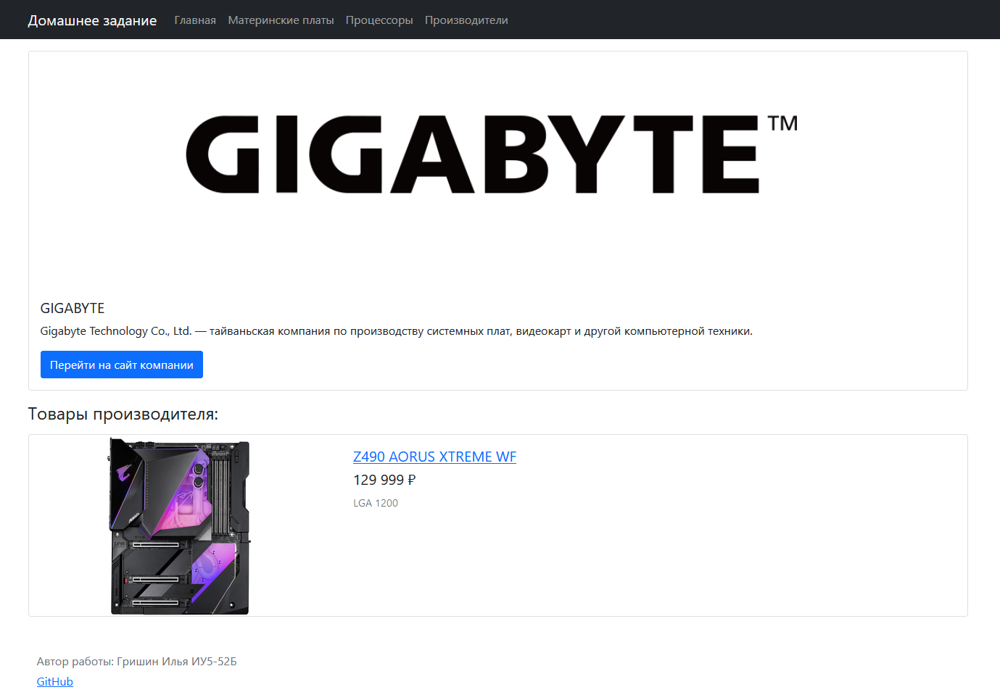 Домашнее задание Главная Материнские платы Процессоры Производители
GIGABYTE™
GIGABYTE
Gigabyte Technology Co., Ltd. — тайваньская компания по производству системных плат, видеокарт и другой компьютерной техники.
Перейти на сайт компании
Товары производителя:
Z490 AORUS XTREME WF
129 999 ₽
LGA 1200
Автор работы: Гришин Илья ИУ5-52Б
GitHub